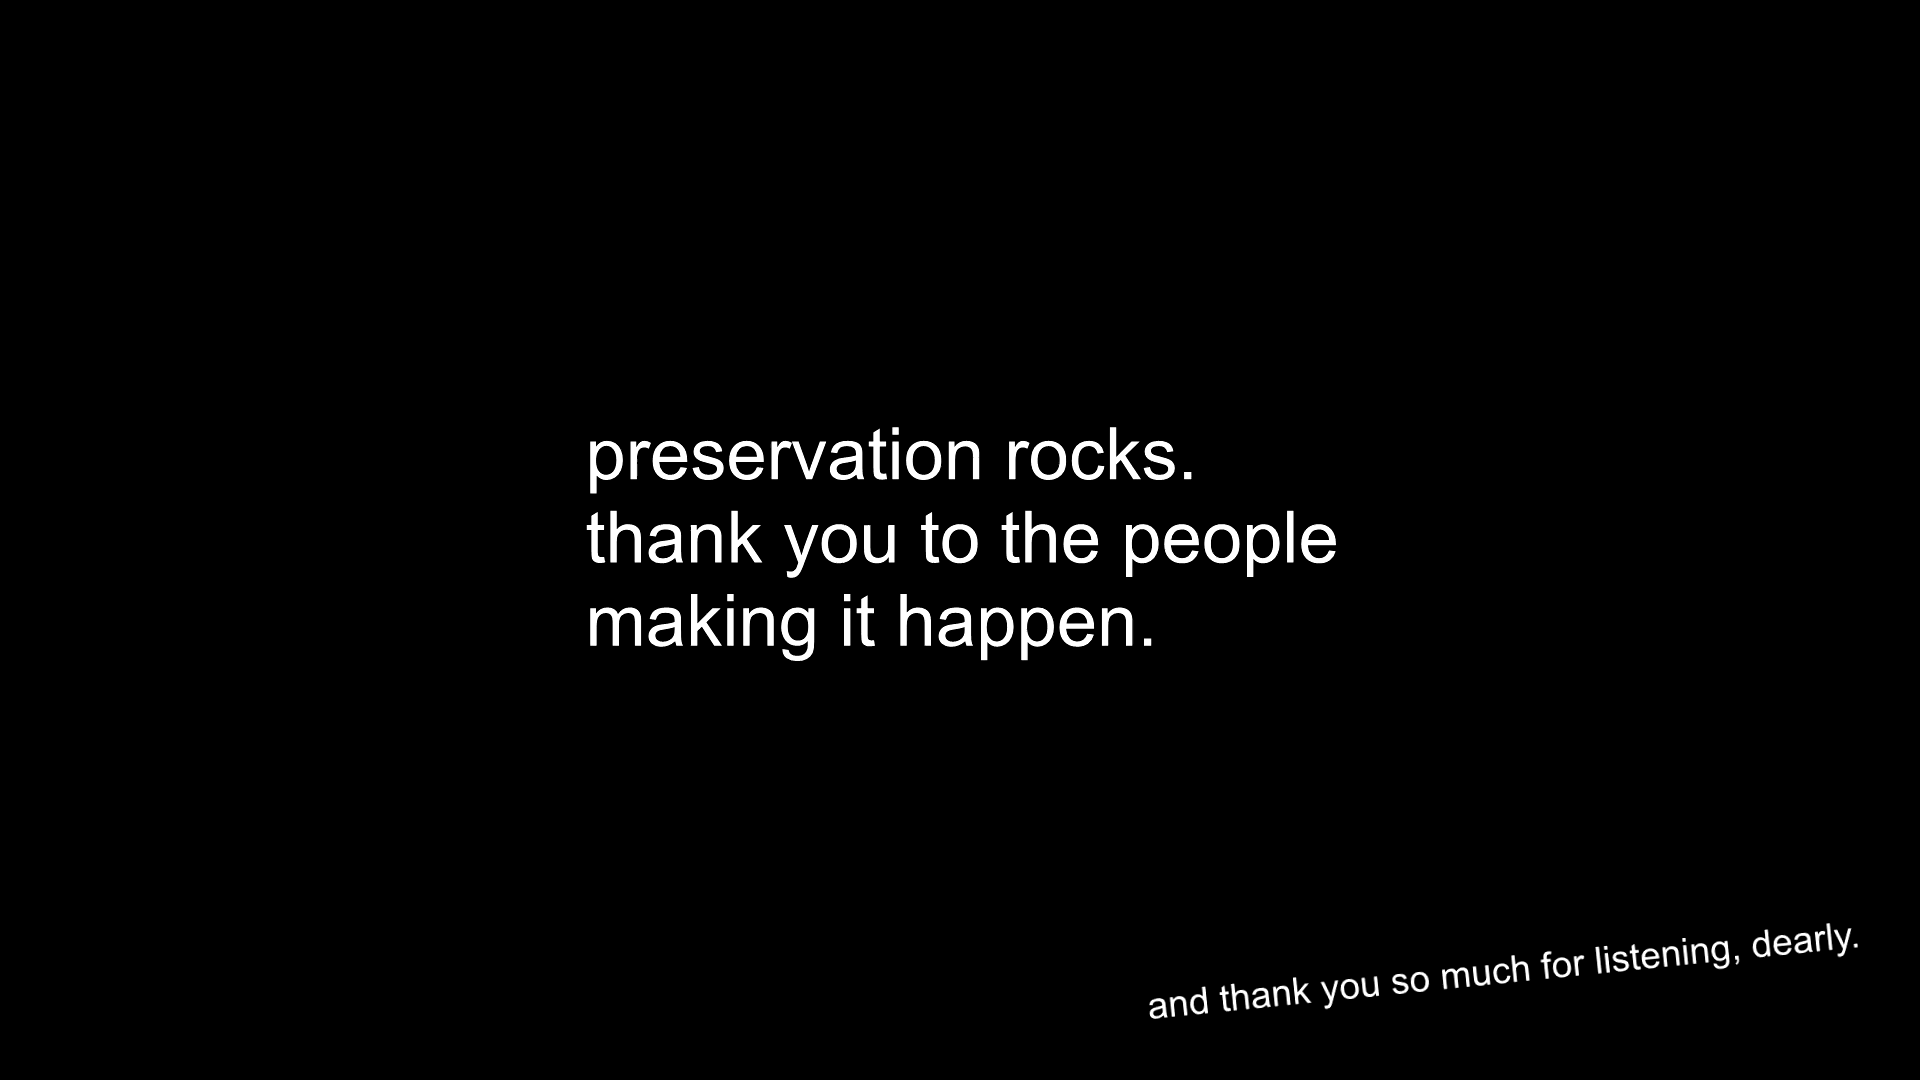 preservation rocks.
thank you to the people
making it happen.
and thank you so much for listening, dearly.